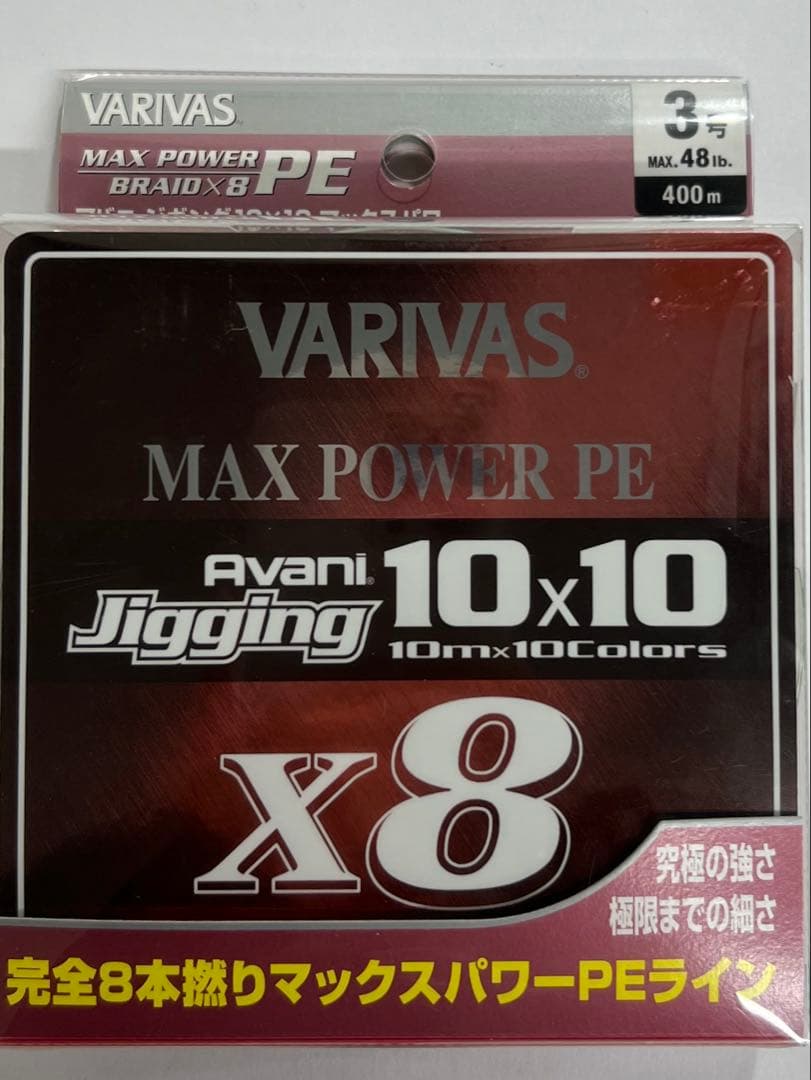 VARIVAS
MAX POWER
BRAID×8 PE
3号
MAX.48lb.
400m
VARIVAS®
MAX POWER PE
Avani®
Jigging 10x10
10m×10Colors
x8
究極の強さ
極限までの細さ
完全8本撚りマックスパワーPEライン